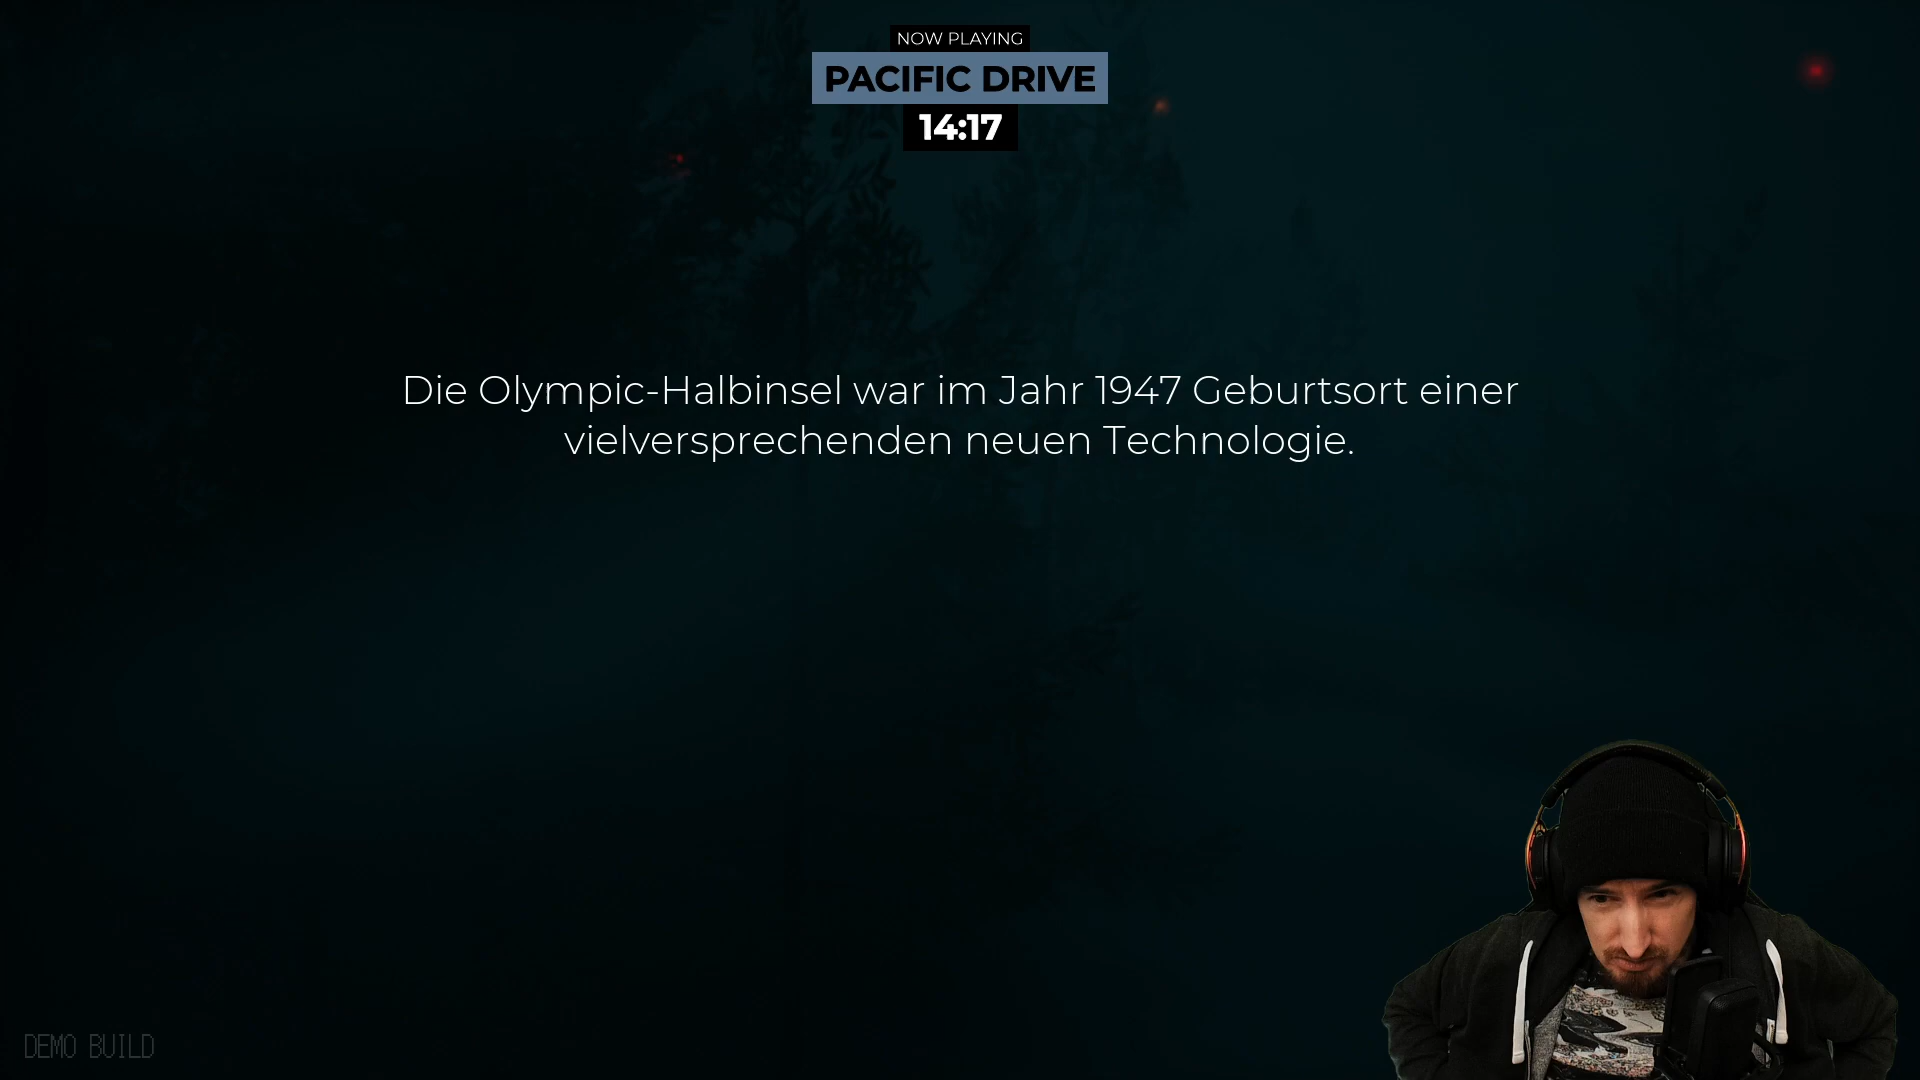 NOW PLAYING
PACIFIC DRIVE
14:17
Die Olympic-Halbinsel war im Jahr 1947 Geburtsort einer
vielversprechenden neuen Technologie.
DEMO BUILD